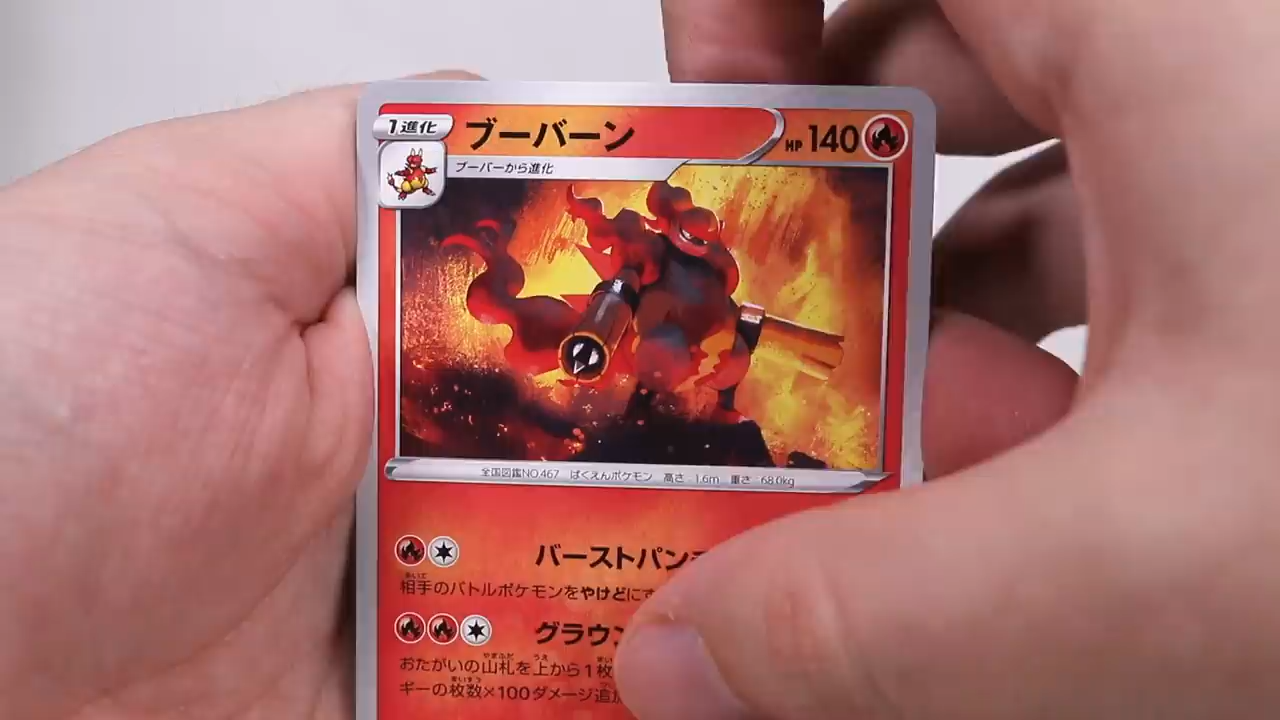 1進化
ブーバーン
HP 140
ブーバーから進化
全国図鑑NO.467 ばくえんポケモン 高さ 1.6m 重さ 68.0kg
バーストパン
相手のバトルポケモンをやけどに
グラウン
おたがいの山札を上から1枚
ギーの枚数×100ダメージ追加